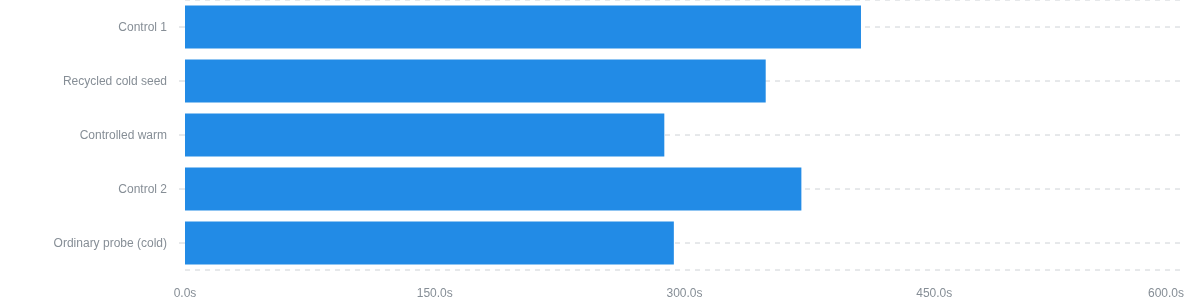 Control 1
Recycled cold seed
Controlled warm
Control 2
Ordinary probe (cold)
0.0s 150.0s 300.0s 450.0s 600.0s